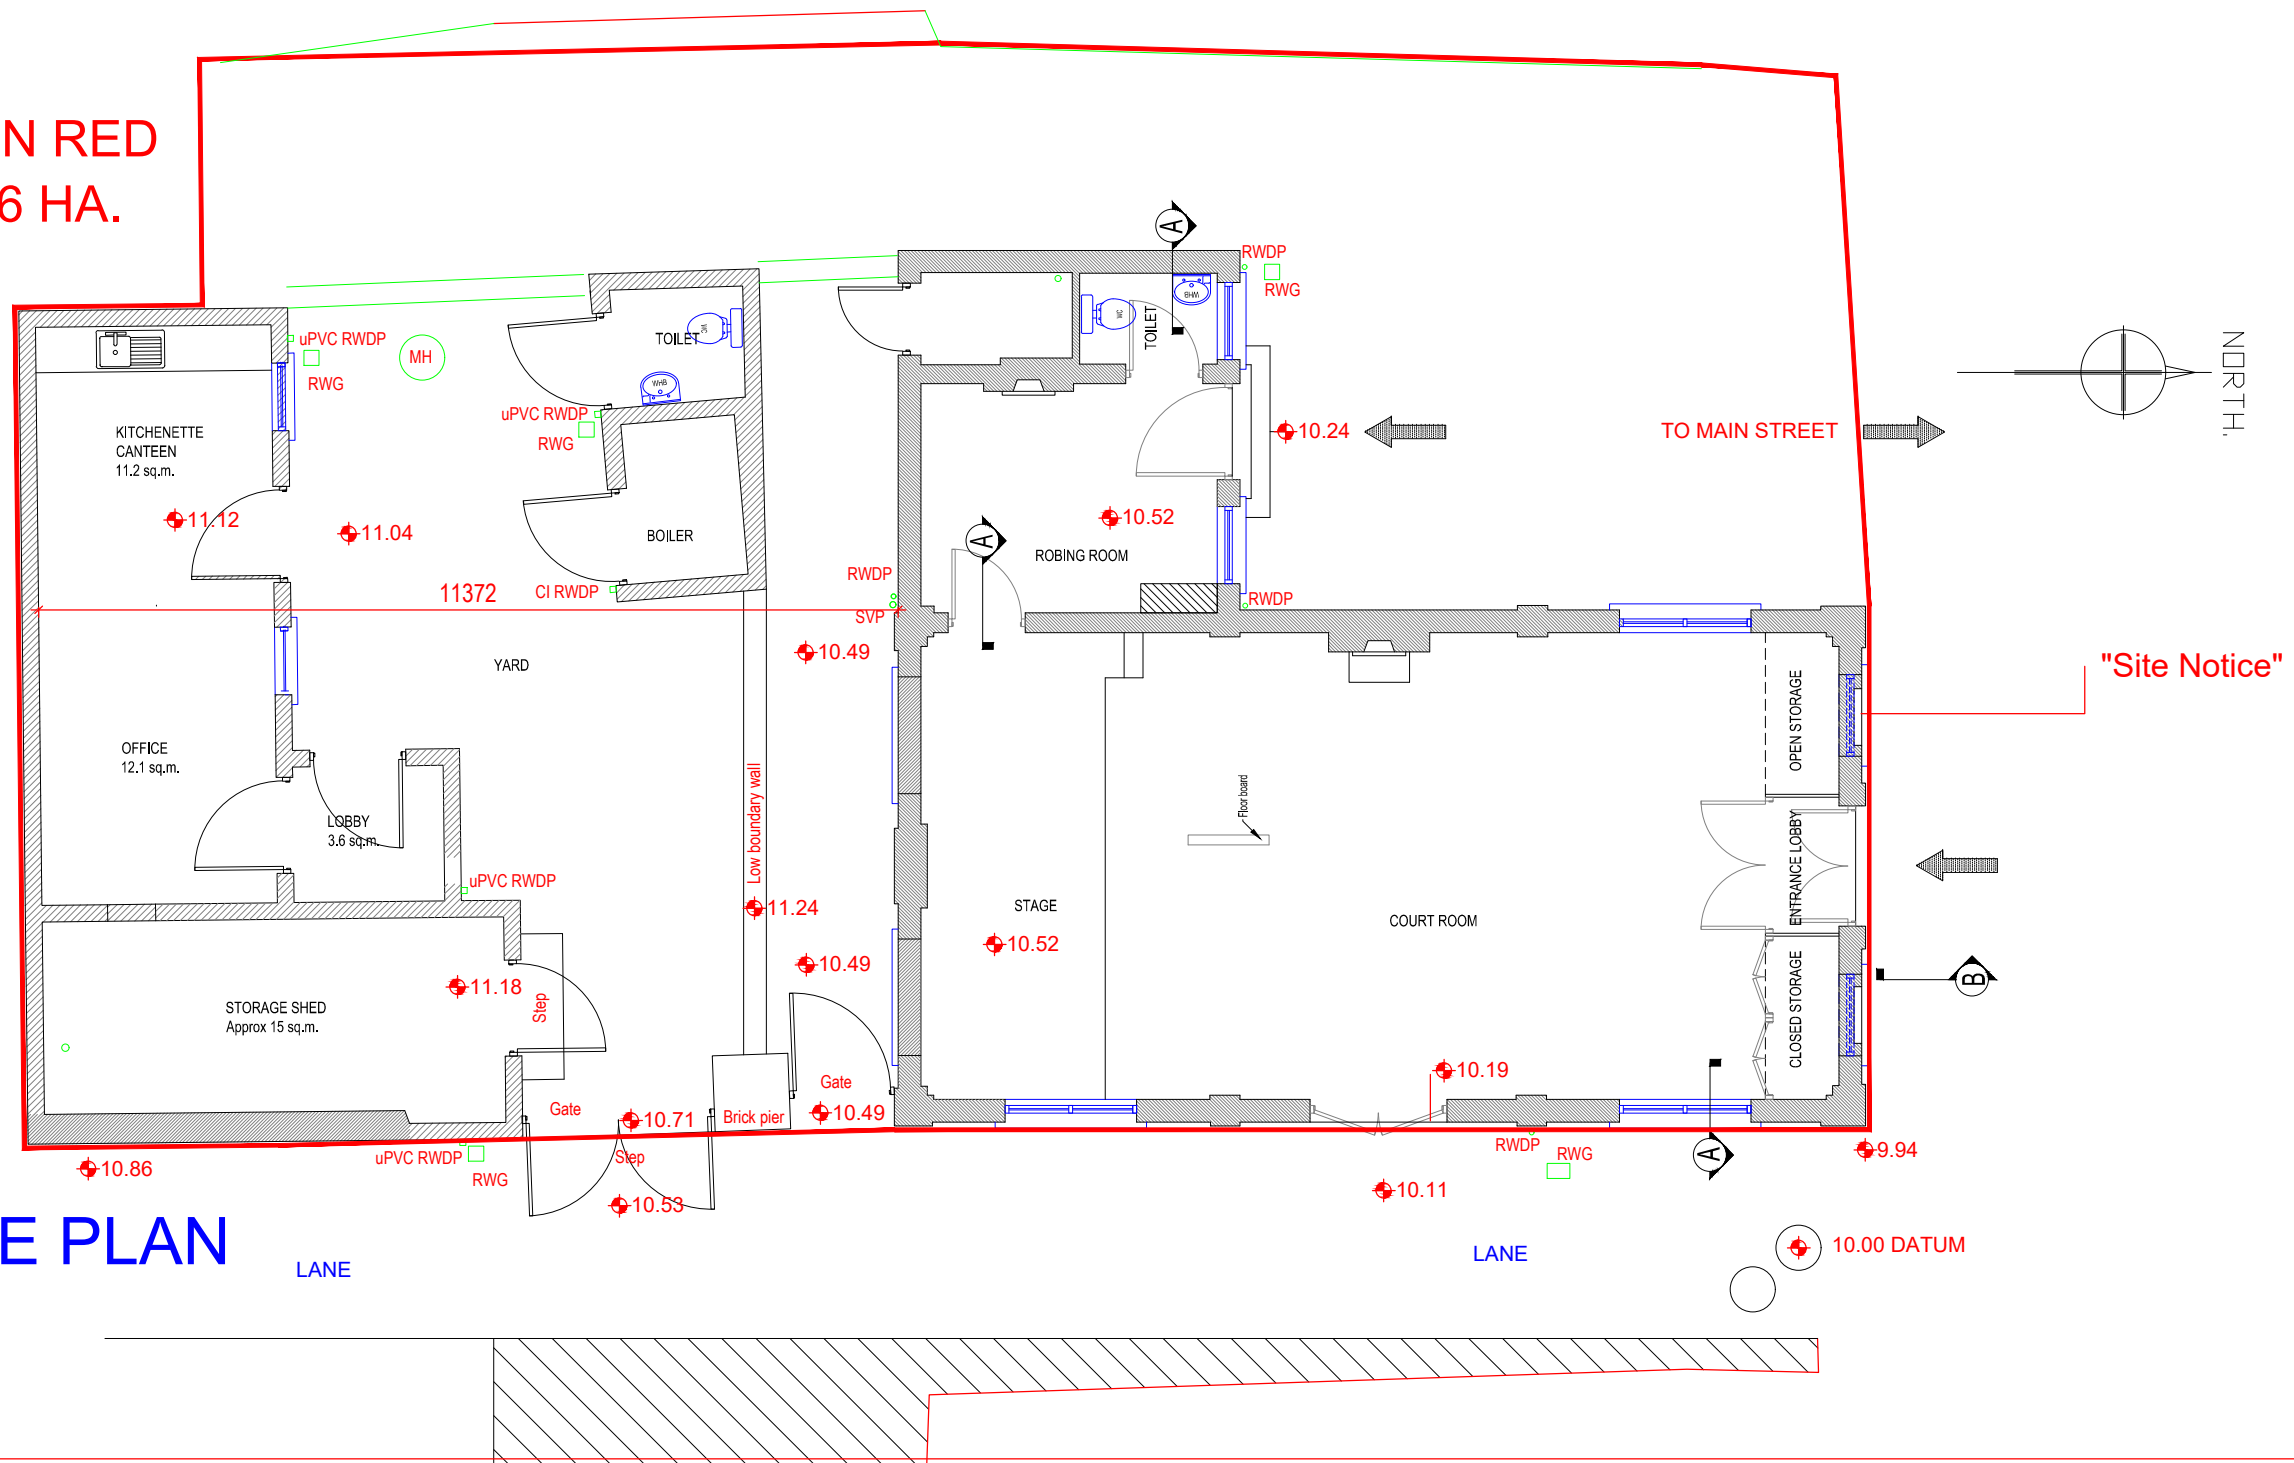 N RED
6 HA.
A
RWDP
RWG
uPVC RWDP
RWG
MH
TOILET
WC
WHB
uPVC RWDP
RWG
WC
WHB
TOILET
NORTH.
KITCHENETTE
CANTEEN
11.2 sq.m.
10.24
TO MAIN STREET
11.12
11.04
BOILER
10.52
A
ROBING ROOM
11372
CI RWDP
RWDP
SVP
RWDP
10.49
YARD
"Site Notice"
OPEN STORAGE
OFFICE
12.1 sq.m.
LOBBY
3.6 sq.m.
Low boundary wall
Floor board
ENTRANCE LOBBY
uPVC RWDP
11.24
STAGE
COURT ROOM
10.52
10.49
11.18
Step
STORAGE SHED
Approx 15 sq.m.
CLOSED STORAGE
B
10.19
Gate
Gate
10.71
Brick pier
10.49
10.86
uPVC RWDP
RWG
Step
10.53
RWDP
RWG
A
9.94
10.11
E PLAN
LANE
LANE
10.00 DATUM